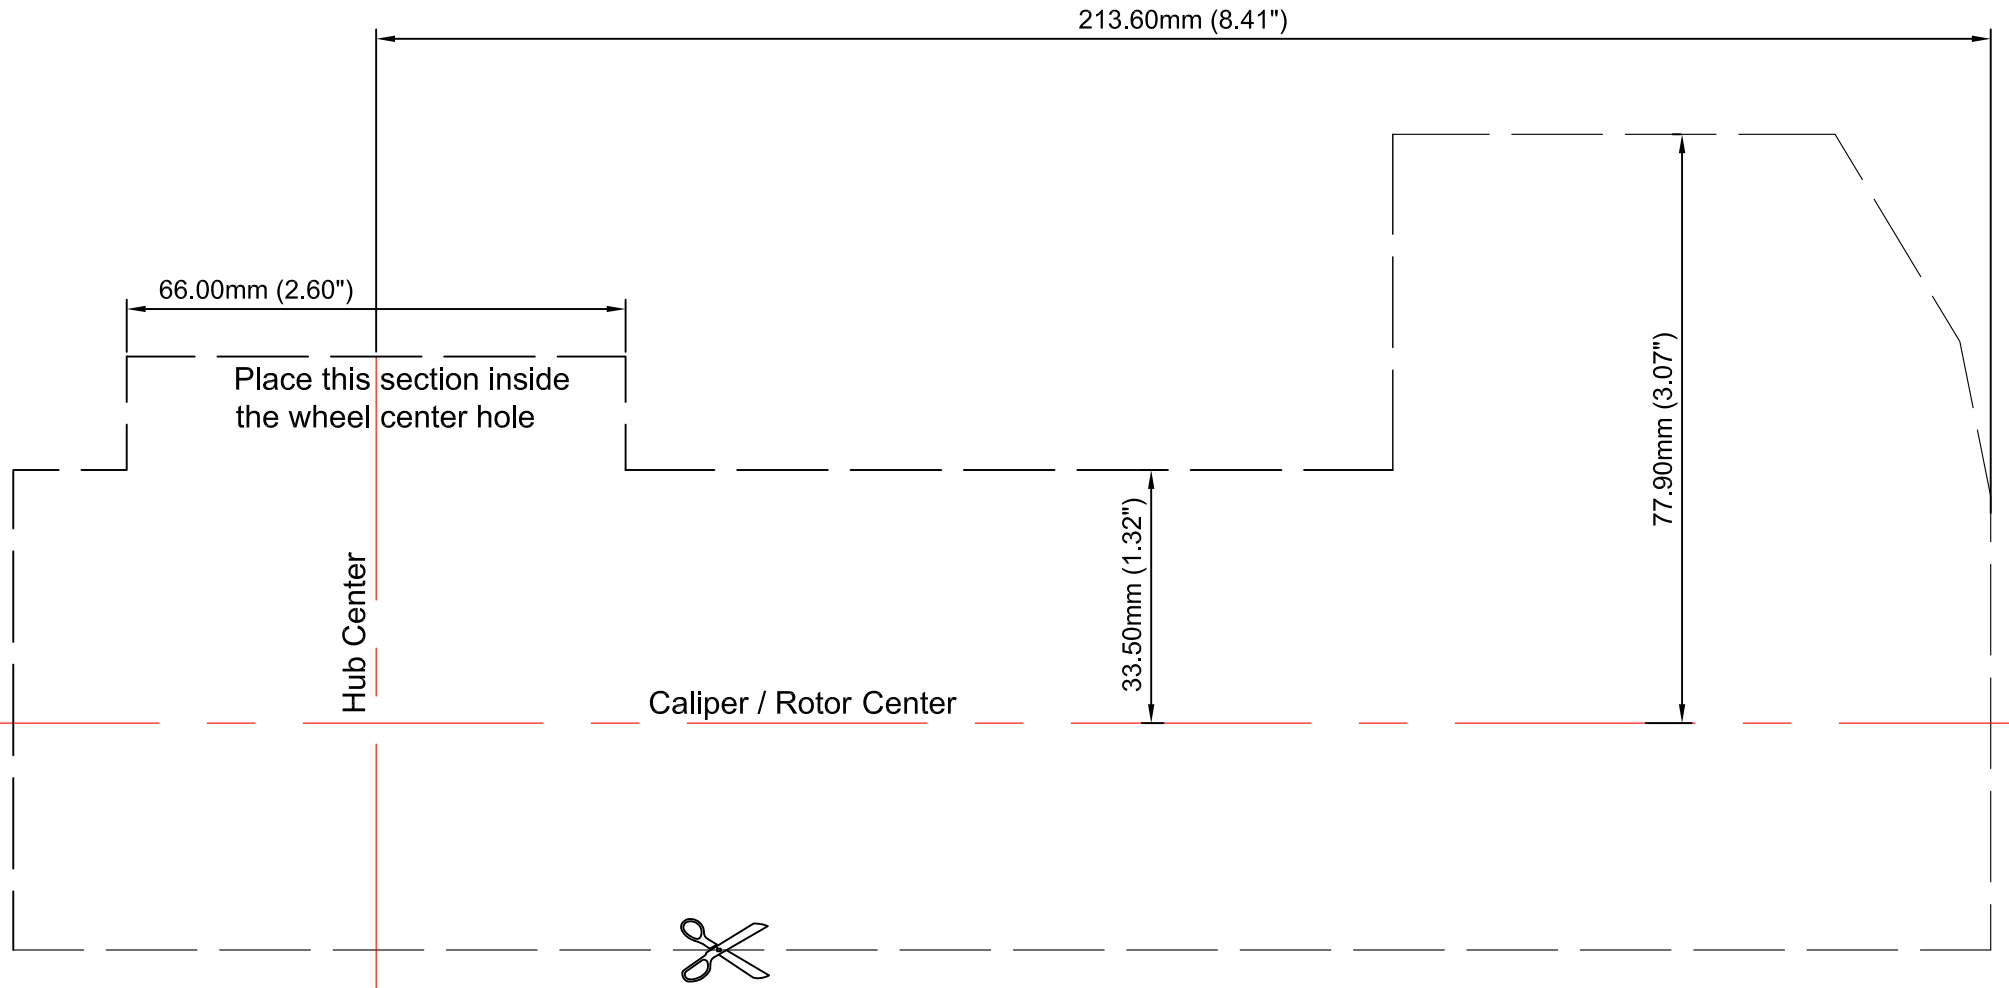 213.60mm (8.41")
66.00mm (2.60")
Place this section inside
the wheel center hole
77.90mm (3.07")
33.50mm (1.32")
Hub Center
Caliper / Rotor Center